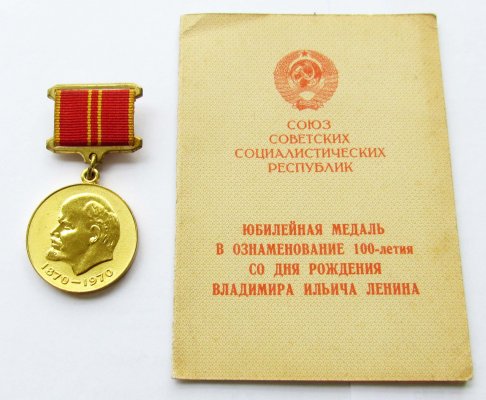 1870–1970
СОЮЗ
СОВЕТСКИХ
СОЦИАЛИСТИЧЕСКИХ
РЕСПУБЛИК
ЮБИЛЕЙНАЯ МЕДАЛЬ
В ОЗНАМЕНОВАНИЕ 100-летия
СО ДНЯ РОЖДЕНИЯ
ВЛАДИМИРА ИЛЬИЧА ЛЕНИНА